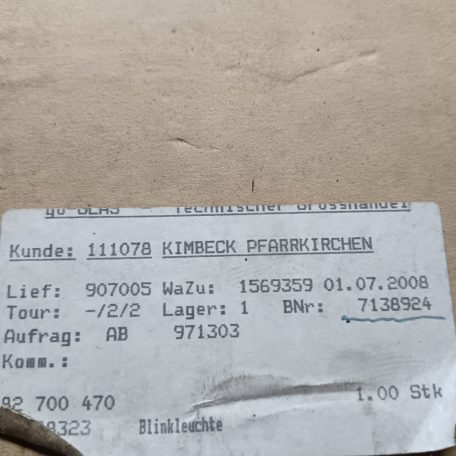 Technischer Grosshandel
Kunde: 111078 KIMBECK PFARRKIRCHEN
Lief: 907005 WaZu: 1569359 01.07.2008
Tour: -/2/2 Lager: 1 BNr: 7138924
Aufrag: AB 971303
Komm.:
92 700 470 1.00 Stk
Blinkleuchte